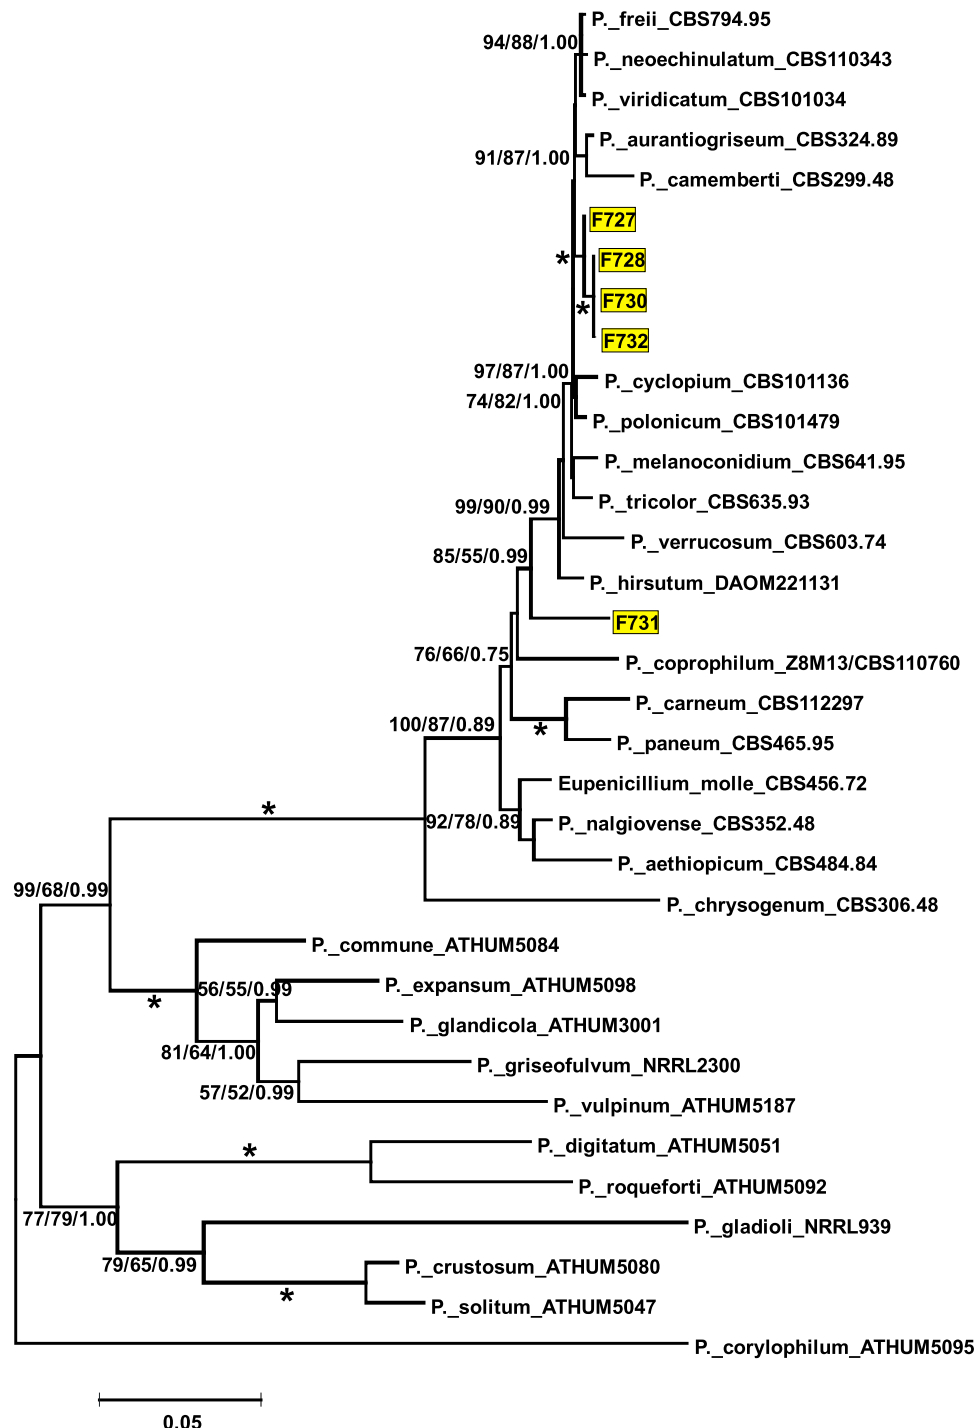 P._freii_CBS794.95
94/88/1.00
P._neoechinulatum_CBS110343
P._viridicatum_CBS101034
P._aurantiogriseum_CBS324.89
91/87/1.00
P._camemberti_CBS299.48
F727
*
F728
F730
*
F732
97/87/1.00
P._cyclopium_CBS101136
74/82/1.00
P._polonicum_CBS101479
P._melanoconidium_CBS641.95
P._tricolor_CBS635.93
99/90/0.99
P._verrucosum_CBS603.74
85/55/0.99
P._hirsutum_DAOM221131
F731
76/66/0.75
P._coprophilum_Z8M13/CBS110760
P._carneum_CBS112297
100/87/0.89
*
P._paneum_CBS465.95
Eupenicillium_molle_CBS456.72
*
92/78/0.89
P._nalgiovense_CBS352.48
P._aethiopicum_CBS484.84
99/68/0.99
P._chrysogenum_CBS306.48
P._commune_ATHUM5084
56/55/0.99
P._expansum_ATHUM5098
*
P._glandicola_ATHUM3001
81/64/1.00
P._griseofulvum_NRRL2300
57/52/0.99
P._vulpinum_ATHUM5187
P._digitatum_ATHUM5051
*
P._roqueforti_ATHUM5092
77/79/1.00
P._gladioli_NRRL939
79/65/0.99
P._crustosum_ATHUM5080
*
P._solitum_ATHUM5047
P._corylophilum_ATHUM5095
0.05